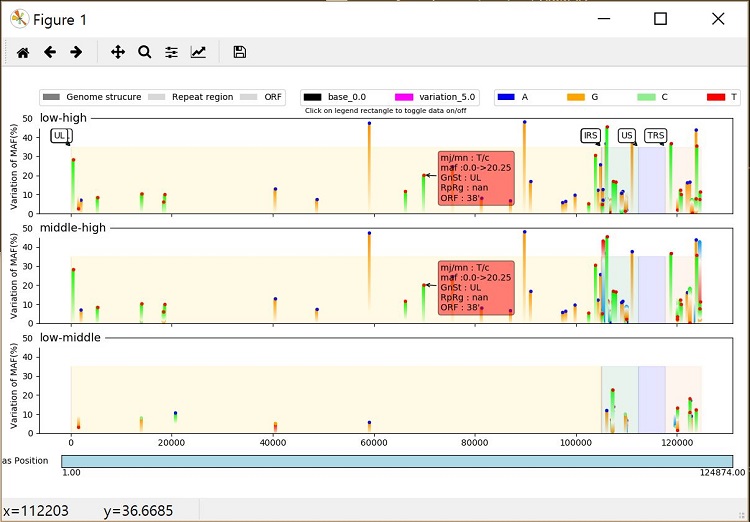 Figure 1
Genome strucure Repeat region ORF base_0.0 variation_5.0 A G C T
Click on legend rectangle to toggle data on/off
low-high
Variation of MAF(%)
50
40
30
20
10
0
UL
IRS
US
TRS
mj/mn : T/c
maf :0.0->20.25
GnSt : UL
RpRg : nan
ORF : 38'
middle-high
Variation of MAF(%)
50
40
30
20
10
0
mj/mn : T/c
maf :0.0->20.25
GnSt : UL
RpRg : nan
ORF : 38'
low-middle
Variation of MAF(%)
50
40
30
20
10
0
0 20000 40000 60000 80000 100000 120000
as Position
1.00 124874.00
x=112203 y=36.6685